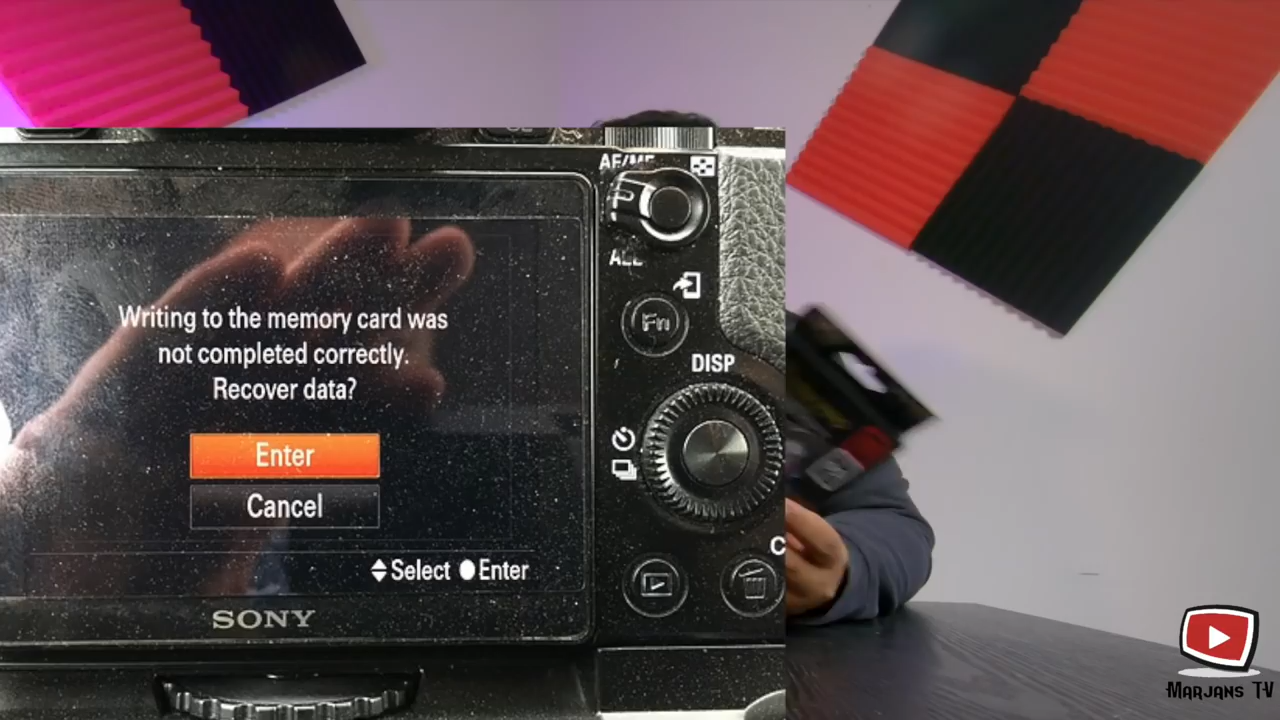 AF/MF
AEL
Fn
DISP
Writing to the memory card was
not completed correctly.
Recover data?
Enter
Cancel
Select Enter
C
SONY
MARJANS TV